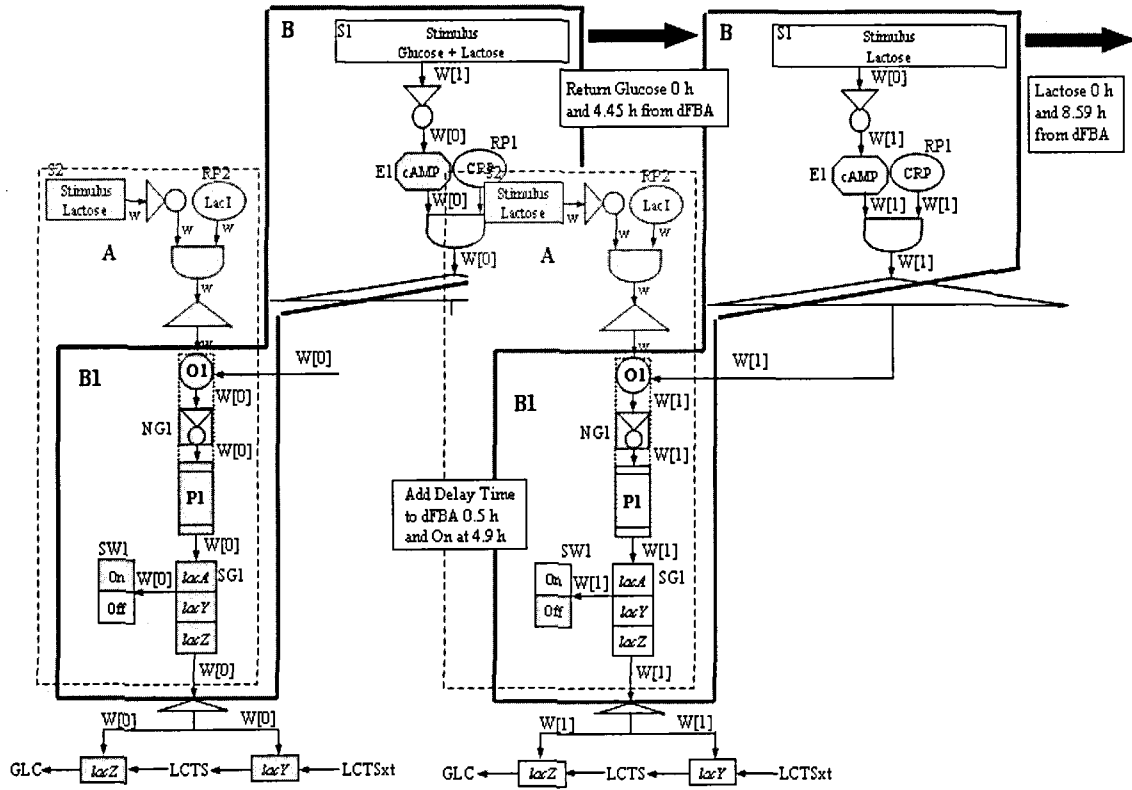 B
S1
Stimulus
Glucose + Lactose
W[1]
W[0]
E1
cAMP
CRP
RP1
W[0]
W[0]
Return Glucose 0 h
and 4.45 h from dFBA
B
S1
Stimulus
Lactose
W[0]
W[1]
E1
cAMP
CRP
RP1
W[1]
W[1]
W[1]
Lactose 0 h
and 8.59 h
from dFBA
S2
Stimulus
Lactose
w
RP2
LacI
w
w
A
w
w
B1
O1
W[0]
W[0]
NG1
W[0]
P1
W[0]
SW1
On
Off
W[0]
lacA
lacY
lacZ
SG1
W[0]
W[0]
W[0]
GLC
lacZ
LCTS
lacY
LCTSxt
Add Delay Time
to dFBA 0.5 h
and On at 4.9 h
Stimulus
Lactose
w
RP2
LacI
w
w
A
w
w
B1
O1
W[1]
W[1]
NG1
W[1]
P1
W[1]
SW1
On
Off
W[1]
lacA
lacY
lacZ
SG1
W[1]
W[1]
W[1]
GLC
lacZ
LCTS
lacY
LCTSxt